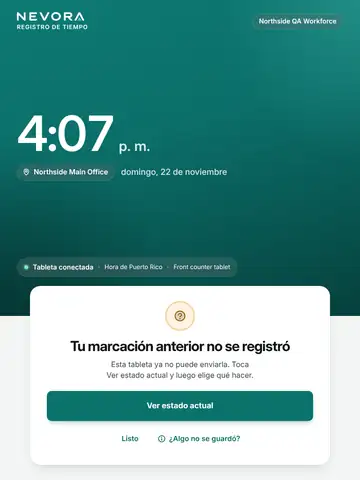 NEVORA
REGISTRO DE TIEMPO
Northside QA Workforce
4:07 p. m.
Northside Main Office
domingo, 22 de noviembre
Tableta conectada · Hora de Puerto Rico · Front counter tablet
Tu marcación anterior no se registró
Esta tableta ya no puede enviarla. Toca
Ver estado actual y luego elige qué hacer.
Ver estado actual
Listo
¿Algo no se guardó?